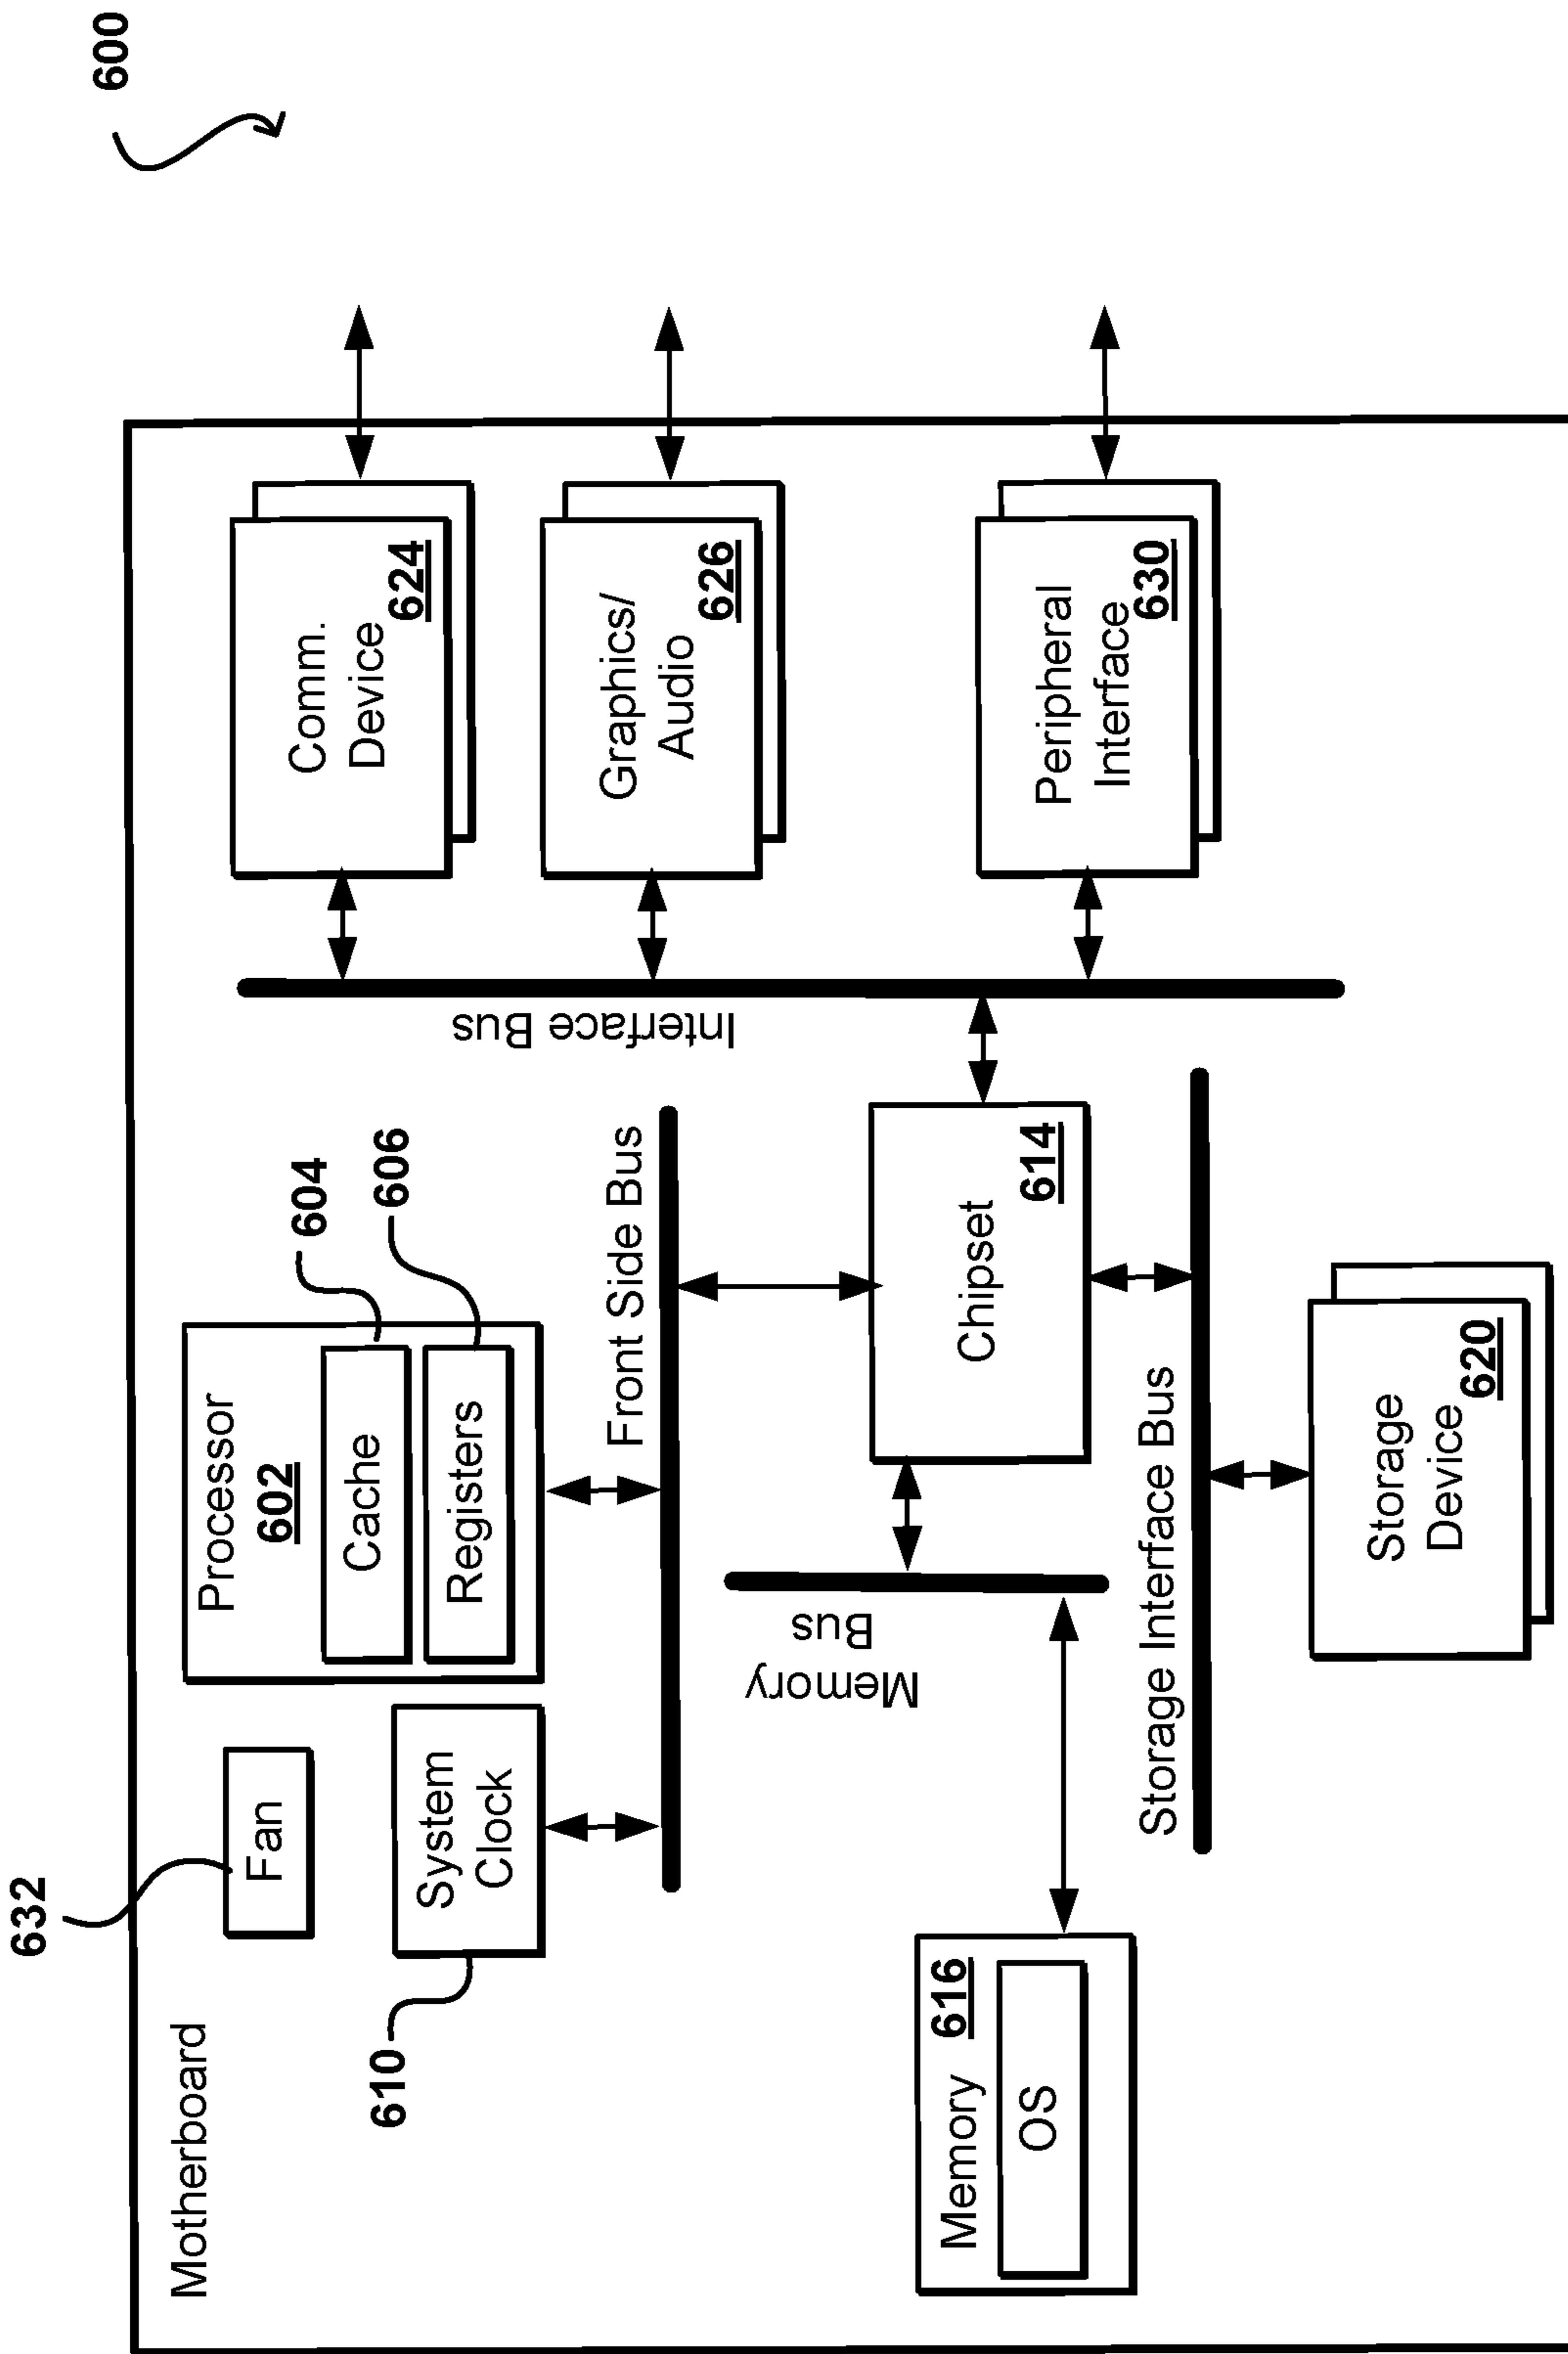 600
632
Motherboard
Fan
Processor
602
604
Cache
606
Registers
610
System
Clock
Front Side Bus
Comm.
Device
624
Graphics/
Audio
626
Interface Bus
Memory
Bus
Chipset
614
Peripheral
Interface
630
Memory 616
OS
Storage Interface Bus
Storage
Device
620